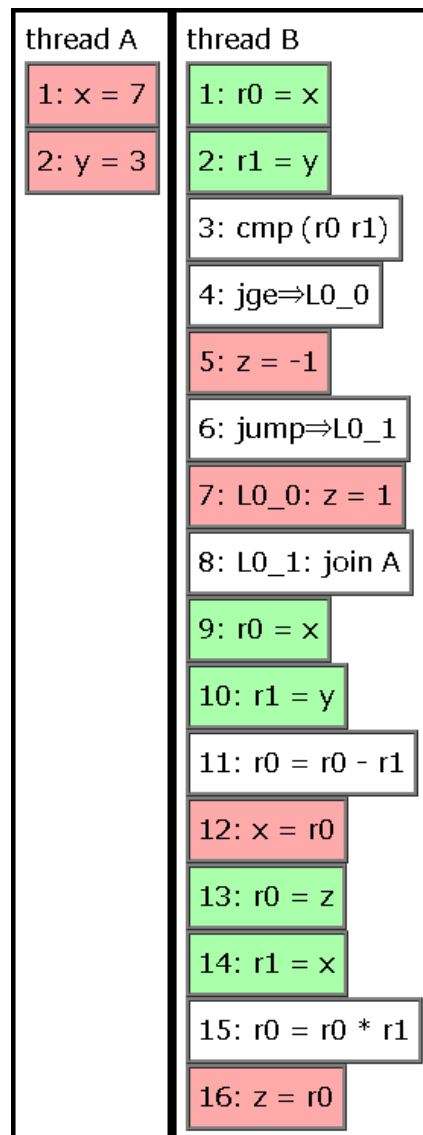 thread A
1: x = 7
2: y = 3
thread B
1: r0 = x
2: r1 = y
3: cmp (r0 r1)
4: jge⇒L0_0
5: z = -1
6: jump⇒L0_1
7: L0_0: z = 1
8: L0_1: join A
9: r0 = x
10: r1 = y
11: r0 = r0 - r1
12: x = r0
13: r0 = z
14: r1 = x
15: r0 = r0 * r1
16: z = r0